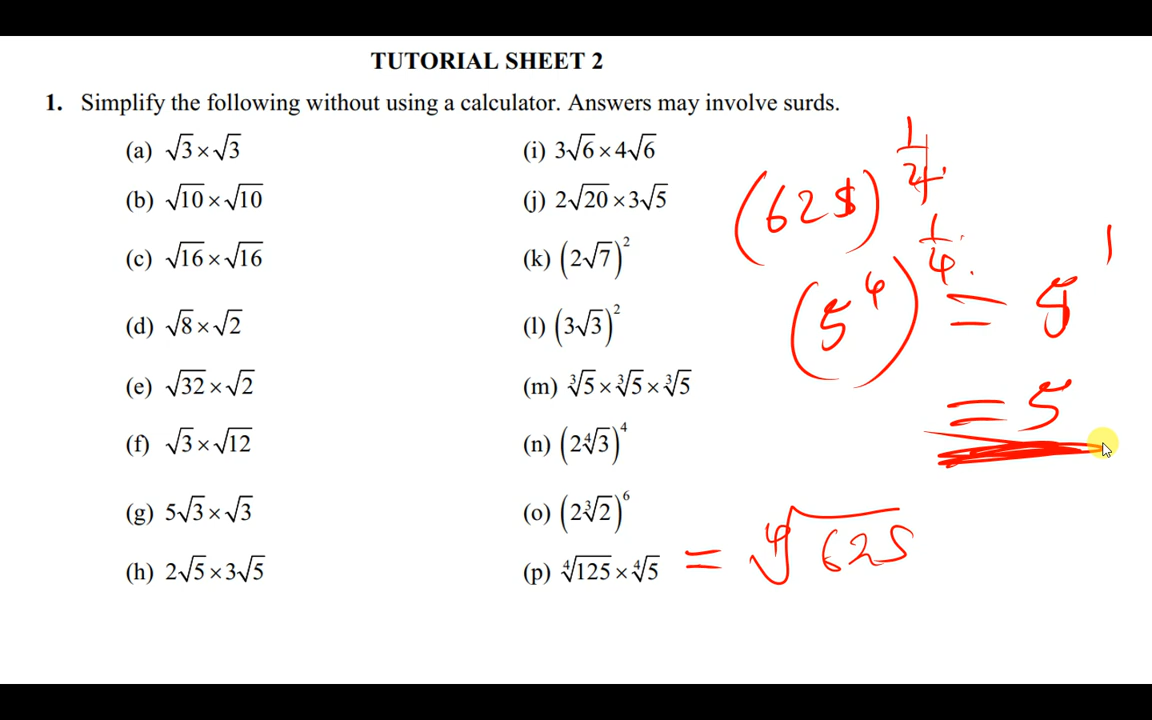 TUTORIAL SHEET 2
1. Simplify the following without using a calculator. Answers may involve surds.
(a) √3×√3
(b) √10×√10
(c) √16×√16
(d) √8×√2
(e) √32×√2
(f) √3×√12
(g) 5√3×√3
(h) 2√5×3√5
(i) 3√6×4√6
(j) 2√20×3√5
(k) (2√7)²
(l) (3√3)²
(m) ∛5×∛5×∛5
(n) (2∜3)⁴
(o) (2∛2)⁶
(p) ∜125×∜5 = ∜625
(625)^(1/4)
(5⁴)^(1/4) = 5¹
= 5